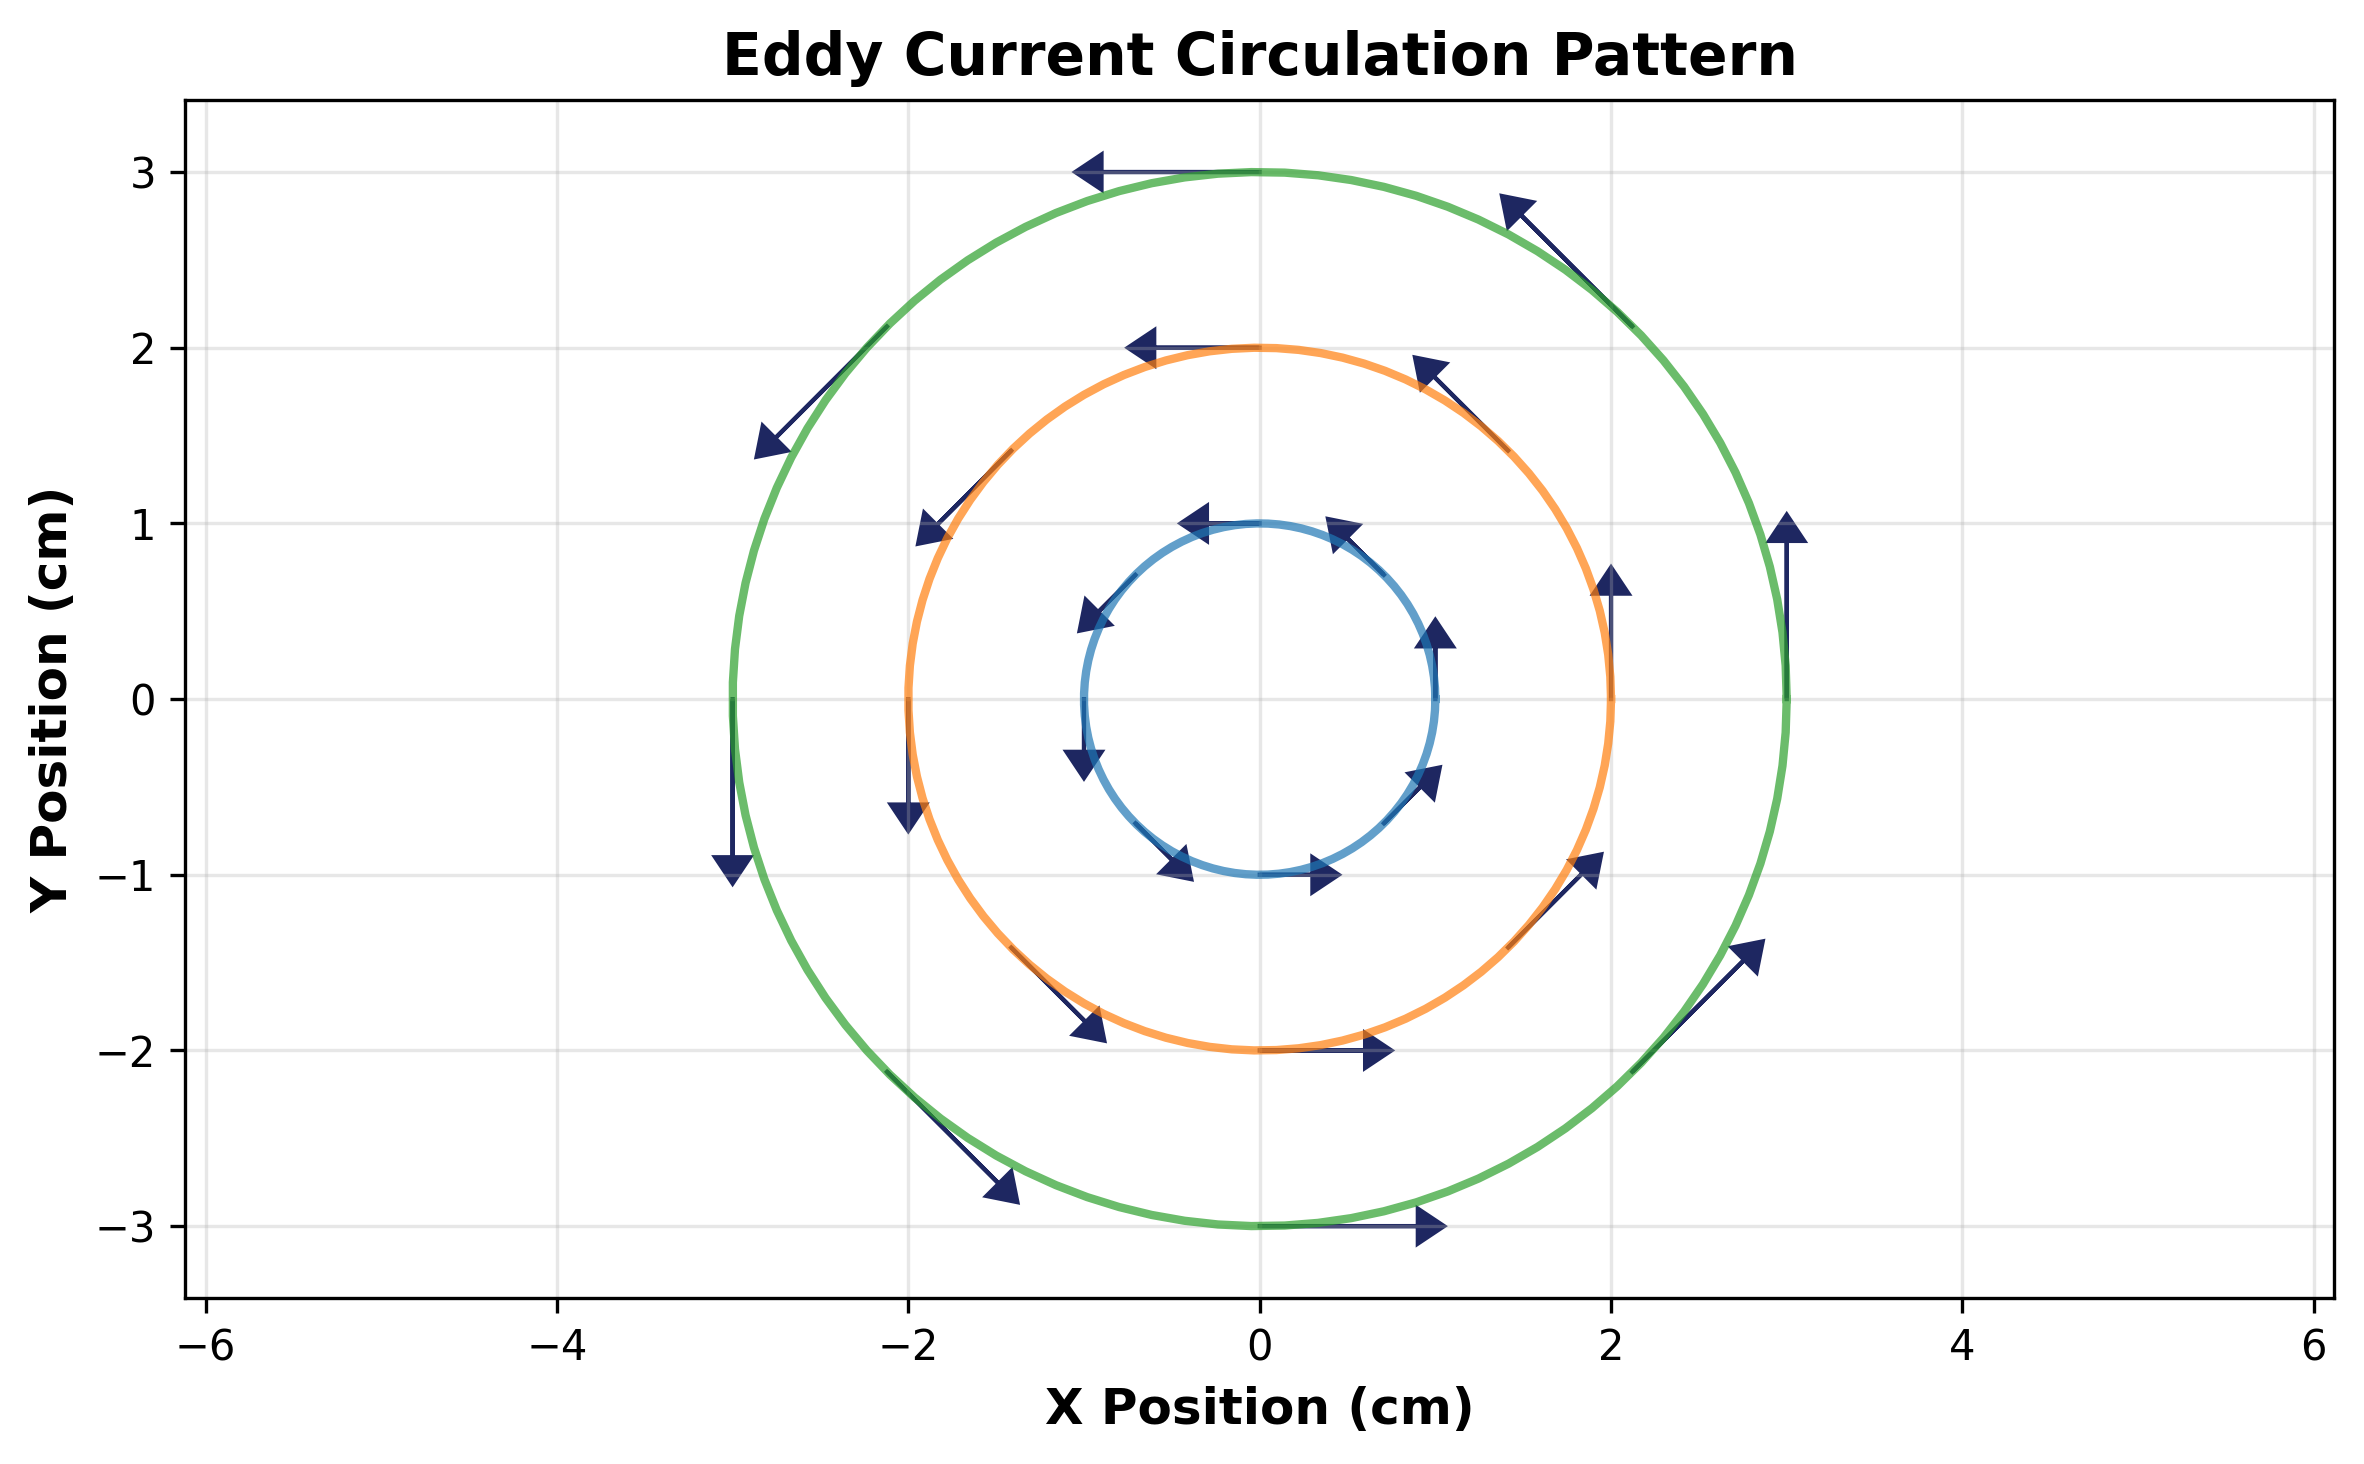 Eddy Current Circulation Pattern
3
2
1
0
−1
−2
−3
Y Position (cm)
−6 −4 −2 0 2 4 6
X Position (cm)